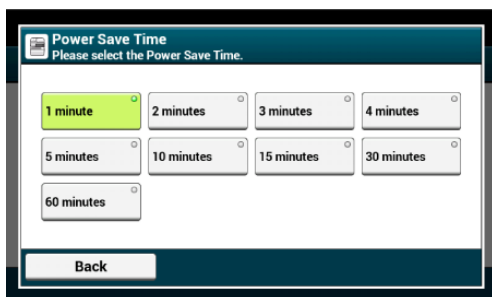 Power Save Time
Please select the Power Save Time.
1 minute
2 minutes
3 minutes
4 minutes
5 minutes
10 minutes
15 minutes
30 minutes
60 minutes
Back